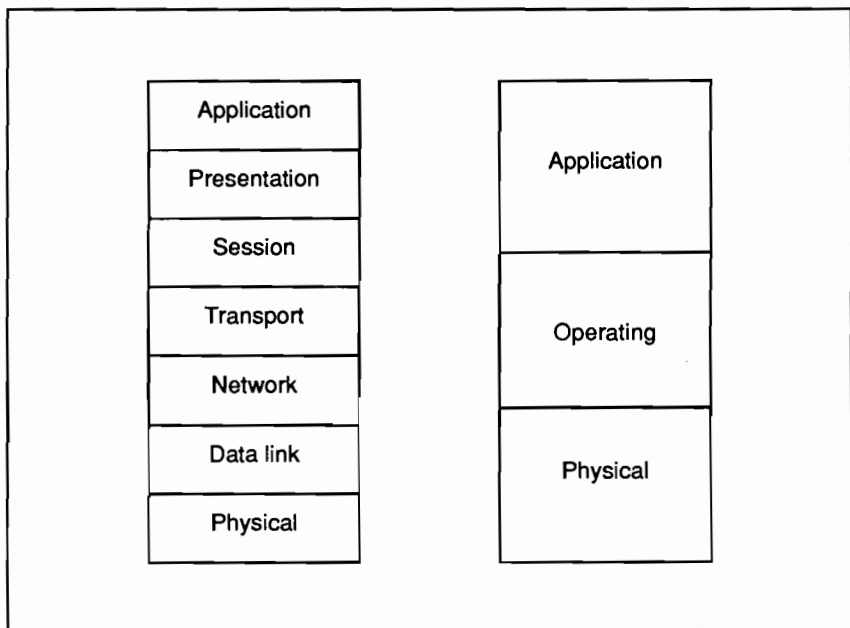 Application
Presentation
Session
Transport
Network
Data link
Physical
Application
Operating
Physical